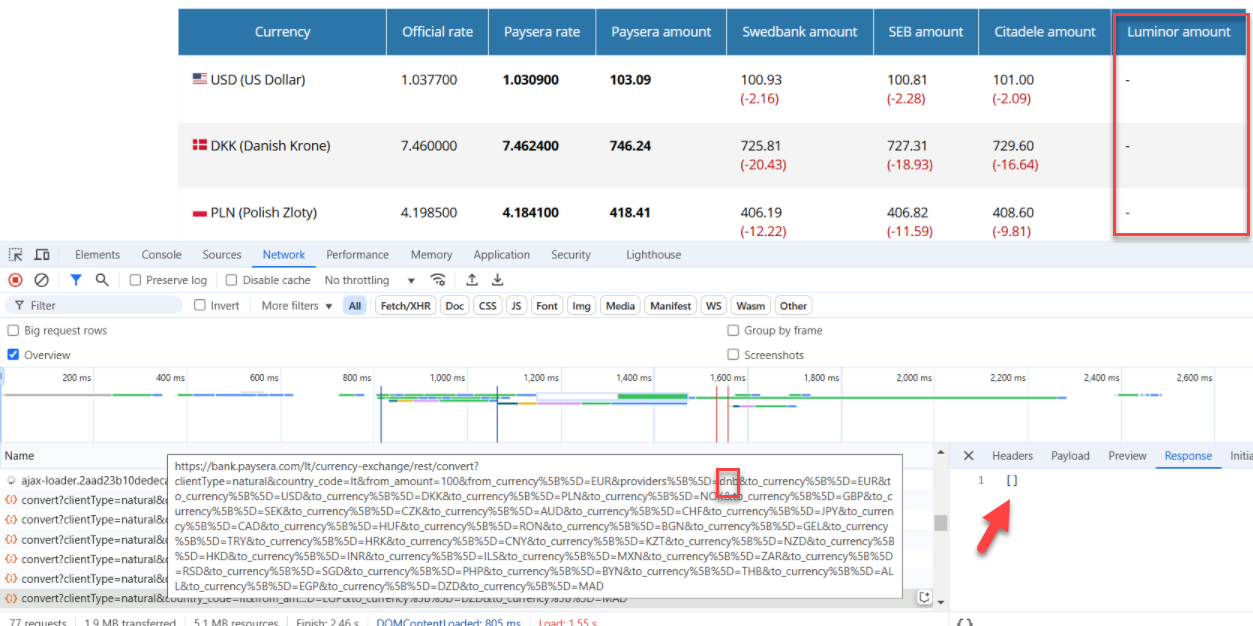 Currency Official rate Paysera rate Paysera amount Swedbank amount SEB amount Citadele amount Luminor amount
USD (US Dollar) 1.037700 1.030900 103.09 100.93 100.81 101.00 -
(-2.16) (-2.28) (-2.09)
DKK (Danish Krone) 7.460000 7.462400 746.24 725.81 727.31 729.60 -
(-20.43) (-18.93) (-16.64)
PLN (Polish Zloty) 4.198500 4.184100 418.41 406.19 406.82 408.60 -
(-12.22) (-11.59) (-9.81)
Elements Console Sources Network Performance Memory Application Security Lighthouse
Preserve log Disable cache No throttling
Filter Invert More filters All Fetch/XHR Doc CSS JS Font Img Media Manifest WS Wasm Other
Big request rows Group by frame
Overview Screenshots
200 ms 400 ms 600 ms 800 ms 1,000 ms 1,200 ms 1,400 ms 1,600 ms 1,800 ms 2,000 ms 2,200 ms 2,400 ms 2,600 ms
Name Headers Payload Preview Response Initia
https://bank.paysera.com/lt/currency-exchange/rest/convert?
clientType=natural&country_code=lt&from_amount=100&from_currency%5B%5D=EUR&providers%5B%5D=dnb&to_currency%5B%5D=EUR&t
o_currency%5B%5D=USD&to_currency%5B%5D=DKK&to_currency%5B%5D=PLN&to_currency%5B%5D=NOK&to_currency%5B%5D=GBP&to_c
urrency%5B%5D=SEK&to_currency%5B%5D=CZK&to_currency%5B%5D=AUD&to_currency%5B%5D=CHF&to_currency%5B%5D=JPY&to_curren
cy%5B%5D=CAD&to_currency%5B%5D=HUF&to_currency%5B%5D=RON&to_currency%5B%5D=BGN&to_currency%5B%5D=GEL&to_currency
%5B%5D=TRY&to_currency%5B%5D=HRK&to_currency%5B%5D=CNY&to_currency%5B%5D=KZT&to_currency%5B%5D=NZD&to_currency%5B
%5D=HKD&to_currency%5B%5D=INR&to_currency%5B%5D=ILS&to_currency%5B%5D=MXN&to_currency%5B%5D=ZAR&to_currency%5B%5D
=RSD&to_currency%5B%5D=SGD&to_currency%5B%5D=PHP&to_currency%5B%5D=BYN&to_currency%5B%5D=THB&to_currency%5B%5D=AL
L&to_currency%5B%5D=EGP&to_currency%5B%5D=DZD&to_currency%5B%5D=MAD
ajax-loader.2aad23b10dedeca
convert?clientType=natural&c
convert?clientType=natural&c
convert?clientType=natural&c
convert?clientType=natural&c
convert?clientType=natural&c
convert?clientType=natural&country_code=lt&from_am...D=EGP&to_currency%5B%5D=DZD&to_currency%5B%5D=MAD
1 []
77 requests 1.9 MB transferred 5.1 MB resources Finish: 2.46 s DOMContentLoaded: 805 ms Load: 1.55 s
{}